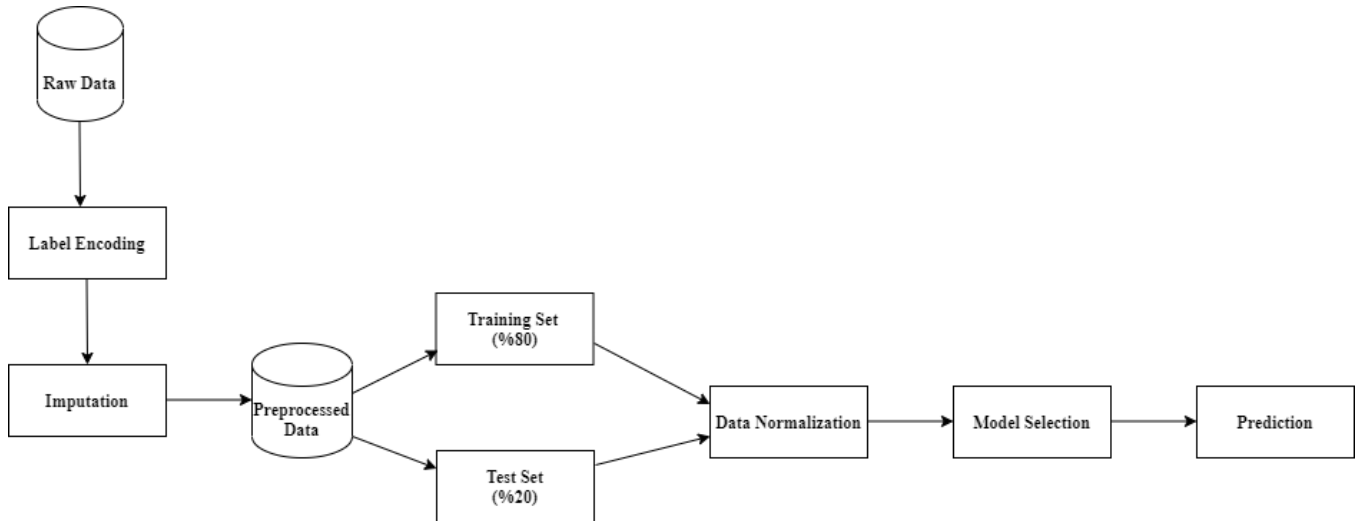 Raw Data
Label Encoding
Imputation
Preprocessed
Data
Training Set
(%80)
Test Set
(%20)
Data Normalization
Model Selection
Prediction